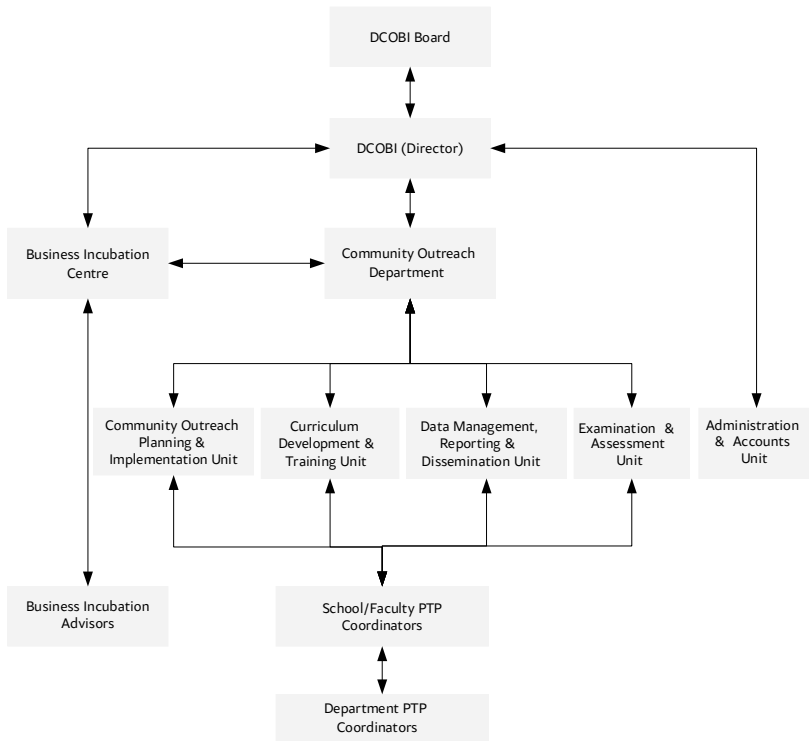 DCOBI Board
DCOBI (Director)
Business Incubation
Centre
Community Outreach
Department
Community Outreach
Planning &
Implementation Unit
Curriculum
Development &
Training Unit
Data Management,
Reporting &
Dissemination Unit
Examination &
Assessment
Unit
Administration
& Accounts
Unit
Business Incubation
Advisors
School/Faculty PTP
Coordinators
Department PTP
Coordinators